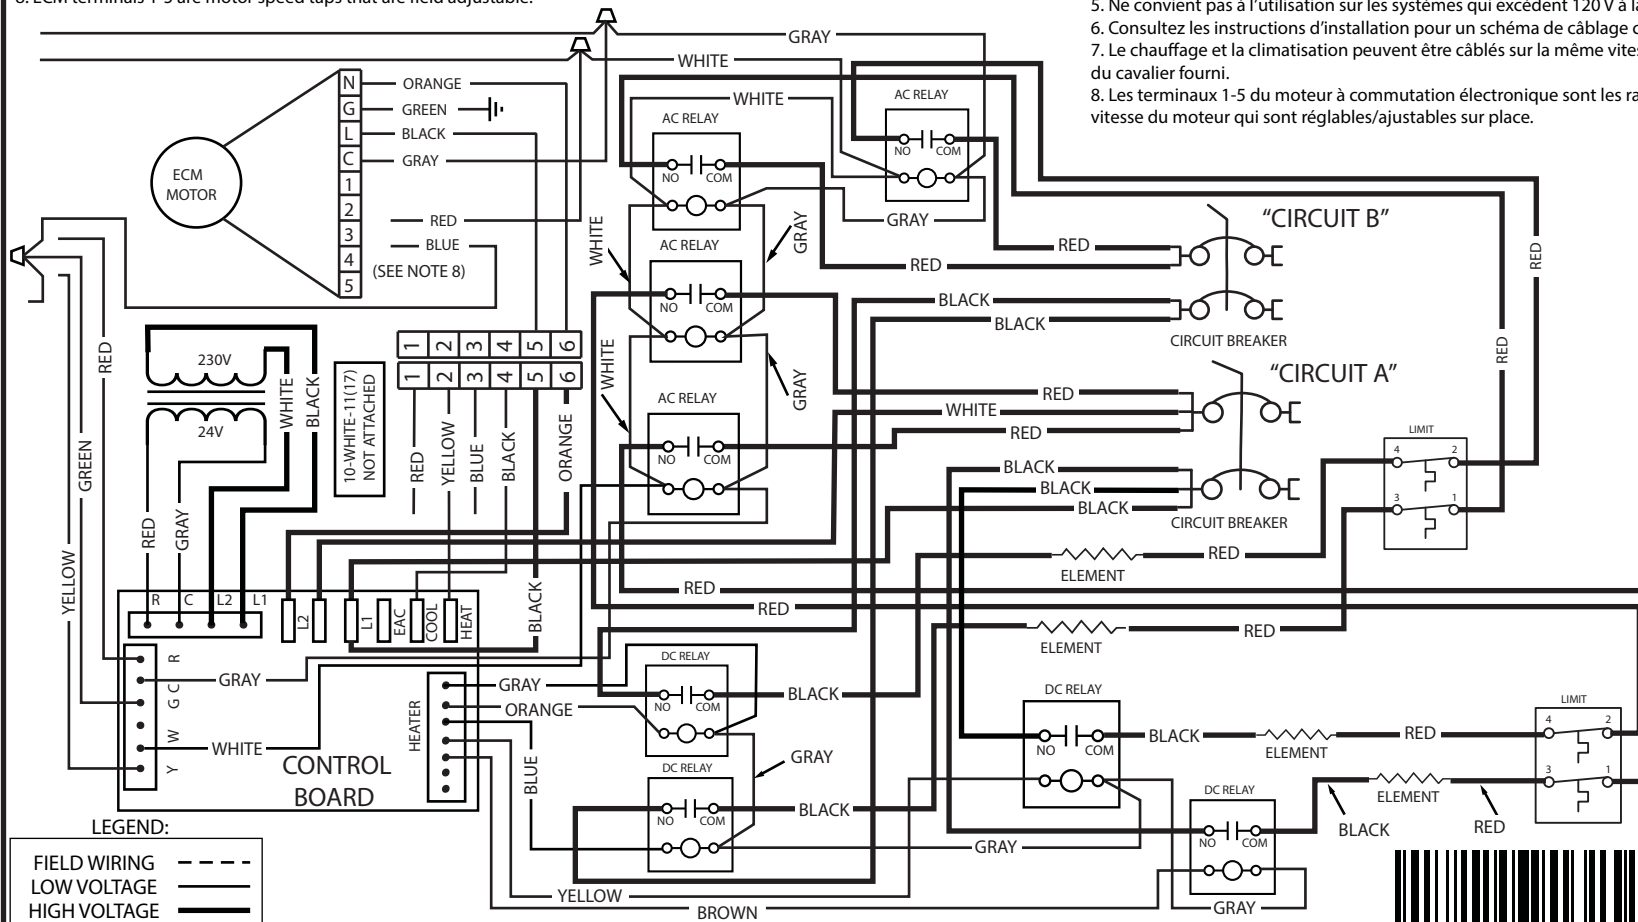 8. ECM terminals 1-5 are motor speed taps that are field adjustable.
5. Ne convient pas à l’utilisation sur les systèmes qui excèdent 120 V à la
6. Consultez les instructions d’installation pour un schéma de câblage
7. Le chauffage et la climatisation peuvent être câblés sur la même
du cavalier fourni.
8. Les terminaux 1-5 du moteur à commutation électronique sont les
vitesse du moteur qui sont réglables/ajustables sur place.
GRAY
WHITE
WHITE
AC RELAY
NO
COM
GRAY
AC RELAY
NO
COM
ECM
MOTOR
N
G
L
C
1
2
3
4
5
ORANGE
GREEN
BLACK
GRAY
RED
BLUE
(SEE NOTE 8)
WHITE
GRAY
AC RELAY
NO
COM
WHITE
GRAY
AC RELAY
NO
COM
“CIRCUIT B”
RED
RED
BLACK
BLACK
CIRCUIT BREAKER
“CIRCUIT A”
RED
WHITE
RED
BLACK
BLACK
BLACK
CIRCUIT BREAKER
RED
RED
LIMIT
4
2
3
1
RED
GREEN
YELLOW
230V
24V
WHITE
BLACK
RED
GRAY
10-WHITE-11(17)
NOT ATTACHED
1 2 3 4 5 6
1 2 3 4 5 6
RED
YELLOW
BLUE
BLACK
ORANGE
BLACK
ELEMENT
RED
RED
RED
ELEMENT
RED
R C L2 L1
L2
L1
EAC
COOL
HEAT
R
C
G
W
Y
GRAY
WHITE
CONTROL
BOARD
HEATER
GRAY
ORANGE
BLUE
DC RELAY
NO
COM
BLACK
GRAY
DC RELAY
NO
COM
BLACK
DC RELAY
NO
COM
BLACK
ELEMENT
RED
LIMIT
4
2
3
1
DC RELAY
NO
COM
BLACK
ELEMENT
RED
GRAY
YELLOW
BROWN
GRAY
LEGEND:
FIELD WIRING
LOW VOLTAGE
HIGH VOLTAGE